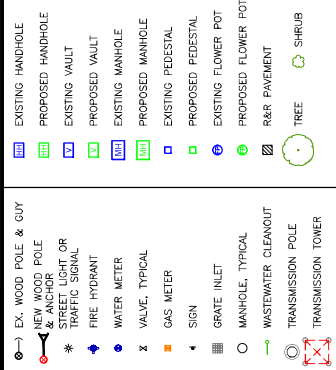 HH EXISTING HANDHOLE
HH PROPOSED HANDHOLE
V EXISTING VAULT
V PROPOSED VAULT
MH EXISTING MANHOLE
MH PROPOSED MANHOLE
EXISTING PEDESTAL
PROPOSED PEDESTAL
EXISTING FLOWER POT
PROPOSED FLOWER POT
R&R PAVEMENT
TREE
SHRUB
EX. WOOD POLE & GUY
NEW WOOD POLE
& ANCHOR
STREET LIGHT OR
TRAFFIC SIGNAL
FIRE HYDRANT
WATER METER
VALVE, TYPICAL
GAS METER
SIGN
GRATE INLET
MANHOLE, TYPICAL
WASTEWATER CLEANOUT
TRANSMISSION POLE
TRANSMISSION TOWER